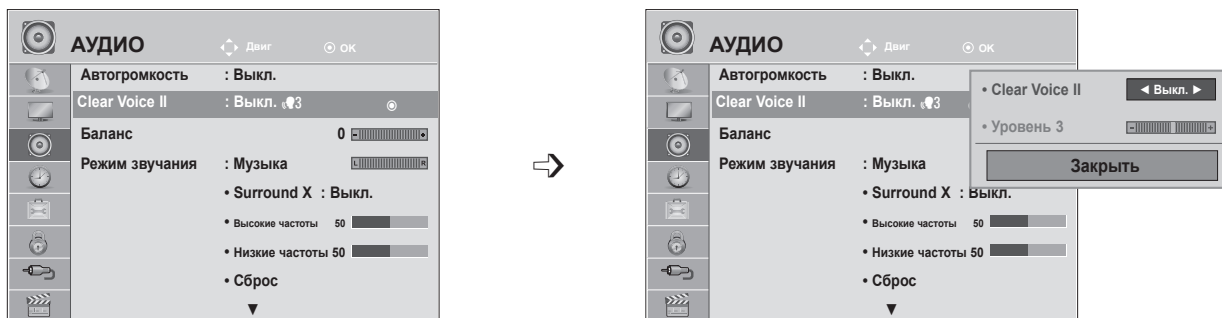 АУДИО
Двиг
ОК
Автогромкость : Выкл.
Clear Voice II : Выкл. 3
Баланс 0 - +
Режим звучания : Музыка L R
• Surround X : Выкл.
• Высокие частоты 50
• Низкие частоты 50
• Сброс
▼
АУДИО
Двиг
ОК
Автогромкость : Выкл.
Clear Voice II : Выкл. 3
Баланс
Режим звучания : Музыка
• Surround X : Выкл.
• Высокие частоты 50
• Низкие частоты 50
• Сброс
▼
• Clear Voice II ◄ Выкл. ►
• Уровень 3 - +
Закрыть